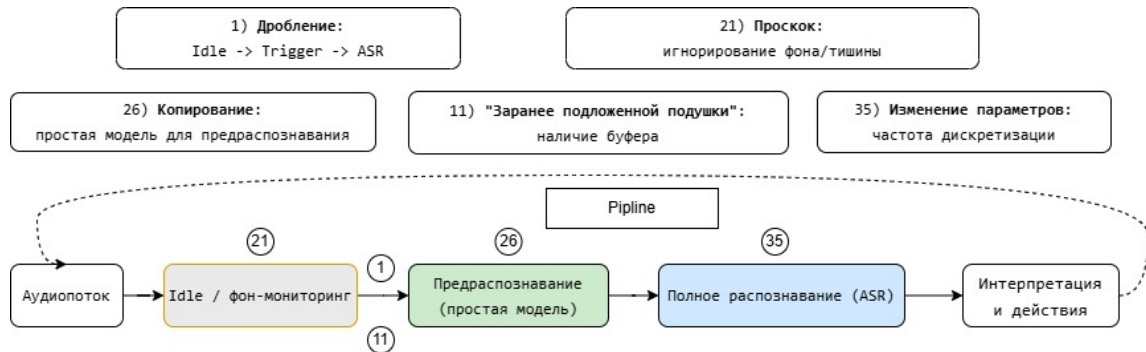 1) Дробление:
Idle -> Trigger -> ASR
21) Проскок:
игнорирование фона/тишины
26) Копирование:
простая модель для предраспознавания
11) "Заранее подложенной подушки":
наличие буфера
35) Изменение параметров:
частота дискретизации
Pipline
21
1
26
35
Аудиопоток
Idle / фон-мониторинг
Предраспознавание
(простая модель)
Полное распознавание (ASR)
Интерпретация
и действия
11